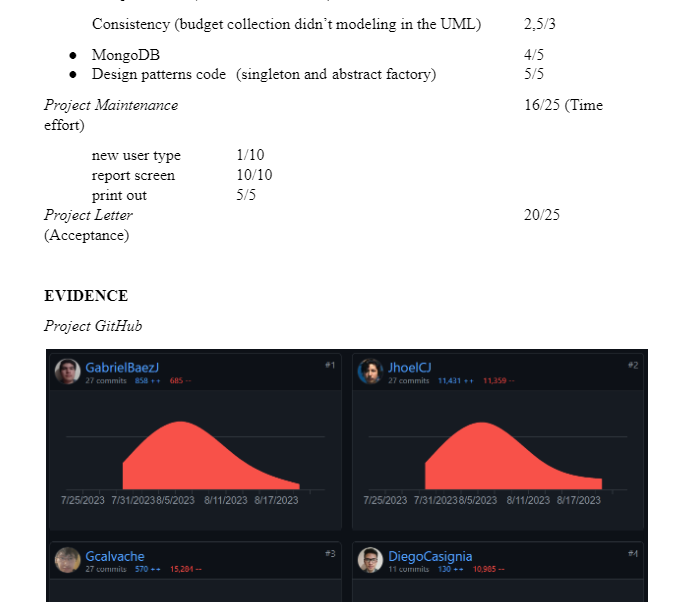 Consistency (budget collection didn't modeling in the UML) 2,5/3
● MongoDB 4/5
● Design patterns code (singleton and abstract factory) 5/5
Project Maintenance 16/25 (Time
effort)
new user type 1/10
report screen 10/10
print out 5/5
Project Letter 20/25
(Acceptance)
EVIDENCE
Project GitHub
GabrielBaezJ #1
27 commits 858 ++ 685 --
7/25/2023 7/31/2023 8/5/2023 8/11/2023 8/17/2023
JhoelCJ #2
27 commits 11,431 ++ 11,359 --
7/25/2023 7/31/2023 8/5/2023 8/11/2023 8/17/2023
Gcalvache #3
27 commits 570 ++ 15,284 --
DiegoCasignia #4
11 commits 130 ++ 10,985 --